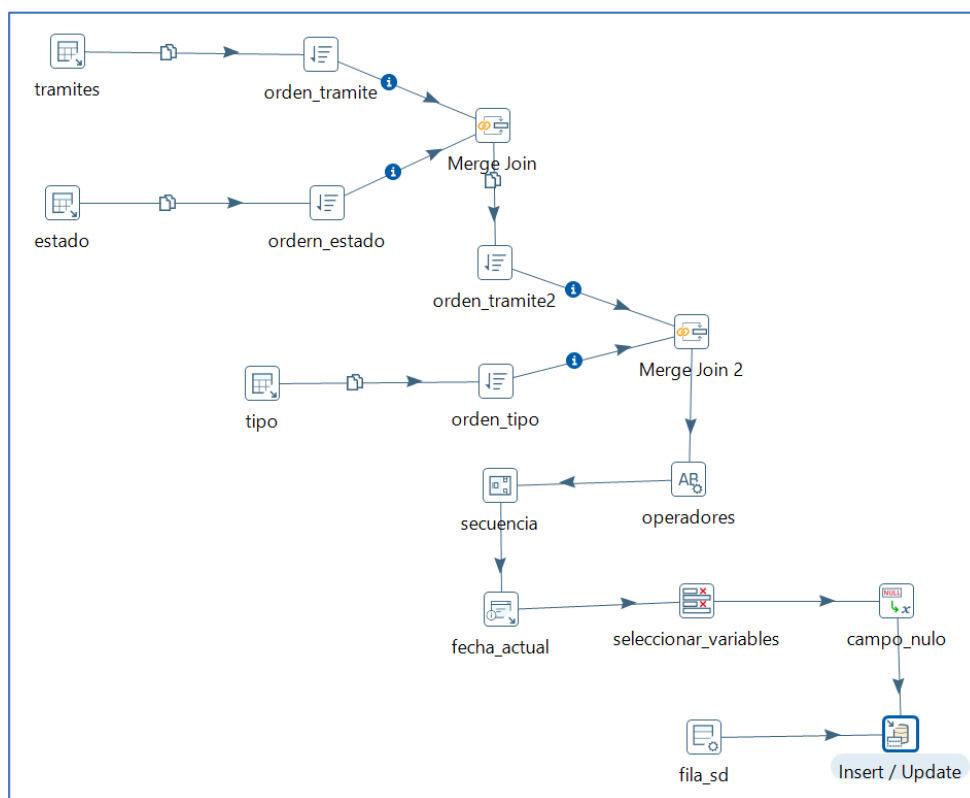 tramites
orden_tramite
Merge Join
estado
ordern_estado
orden_tramite2
Merge Join 2
tipo
orden_tipo
AB
operadores
secuencia
fecha_actual
seleccionar_variables
NULL
x
campo_nulo
fila_sd
Insert / Update